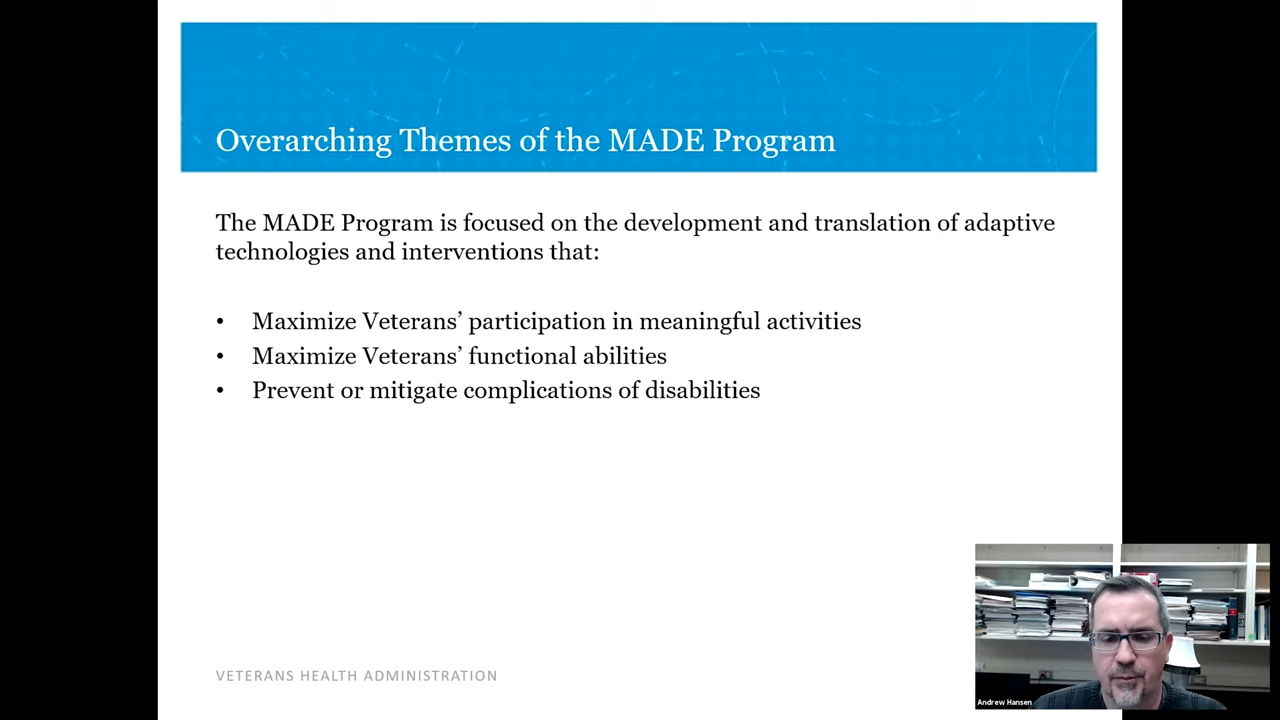 Overarching Themes of the MADE Program
The MADE Program is focused on the development and translation of adaptive
technologies and interventions that:
• Maximize Veterans’ participation in meaningful activities
• Maximize Veterans’ functional abilities
• Prevent or mitigate complications of disabilities
VETERANS HEALTH ADMINISTRATION
Andrew Hansen